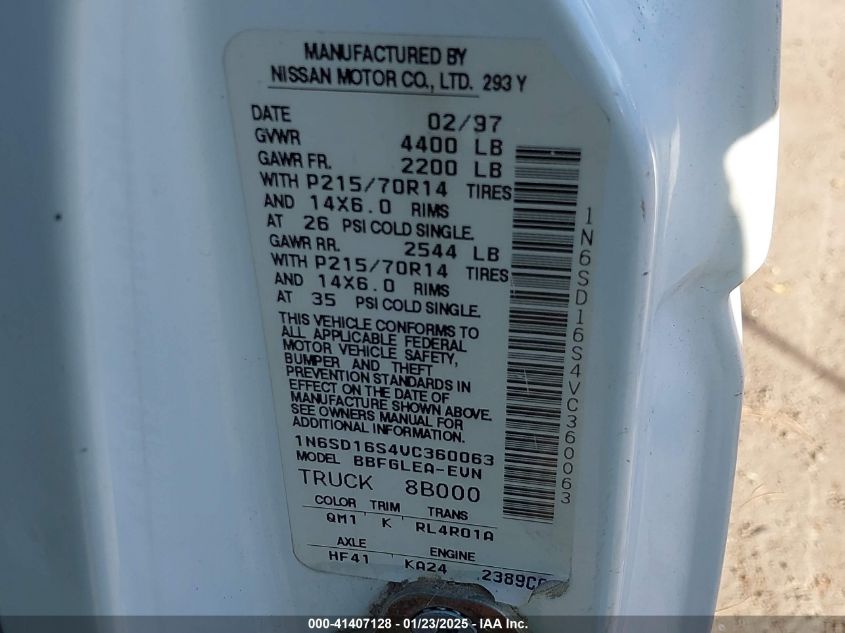 MANUFACTURED BY
NISSAN MOTOR CO., LTD. 293 Y
DATE 02/97
GVWR 4400 LB
GAWR FR. 2200 LB
WITH P215/70R14 TIRES
AND 14X6.0 RIMS
AT 26 PSI COLD SINGLE.
GAWR RR. 2544 LB
WITH P215/70R14 TIRES
AND 14X6.0 RIMS
AT 35 PSI COLD SINGLE.
THIS VEHICLE CONFORMS TO
ALL APPLICABLE FEDERAL
MOTOR VEHICLE SAFETY,
BUMPER AND THEFT
PREVENTION STANDARDS IN
EFFECT ON THE DATE OF
MANUFACTURE SHOWN ABOVE.
SEE OWNERS MANUAL FOR
ADDITIONAL INFORMATION.
1N6SD16S4VC360063
MODEL BBFGLEA-EVN
TRUCK 8B000
COLOR TRIM TRANS
QM1 K RL4R01A
AXLE ENGINE
HF41 KA24 2389CC
1N6SD16S4VC360063
000-41407128 - 01/23/2025 - IAA Inc.